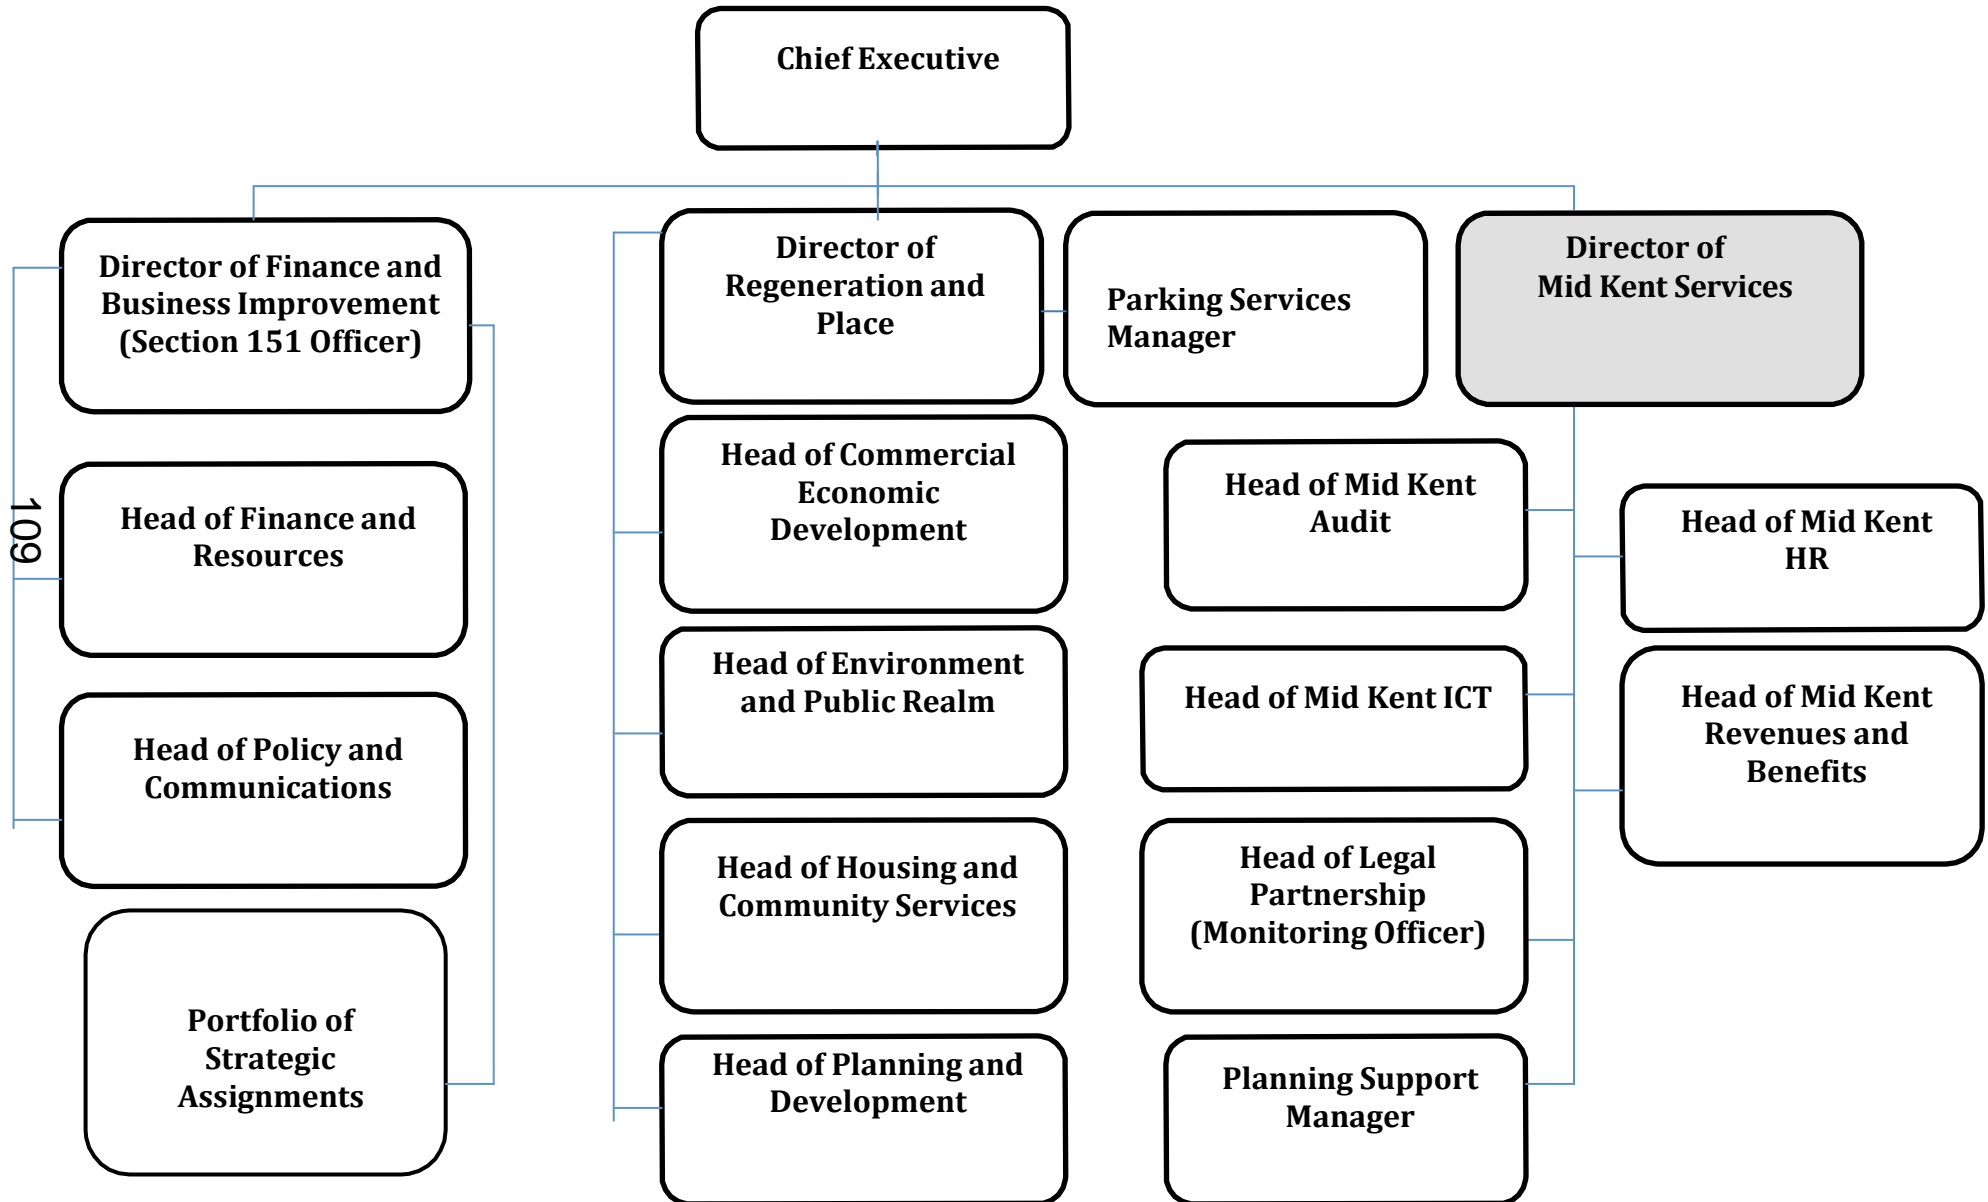 Chief Executive
Director of Finance and
Business Improvement
(Section 151 Officer)
Director of
Regeneration and
Place
Parking Services
Manager
Director of
Mid Kent Services
Head of Finance and
Resources
Head of Policy and
Communications
Portfolio of
Strategic
Assignments
Head of Commercial
Economic
Development
Head of Environment
and Public Realm
Head of Housing and
Community Services
Head of Planning and
Development
Head of Mid Kent
Audit
Head of Mid Kent ICT
Head of Legal
Partnership
(Monitoring Officer)
Planning Support
Manager
Head of Mid Kent
HR
Head of Mid Kent
Revenues and
Benefits
109